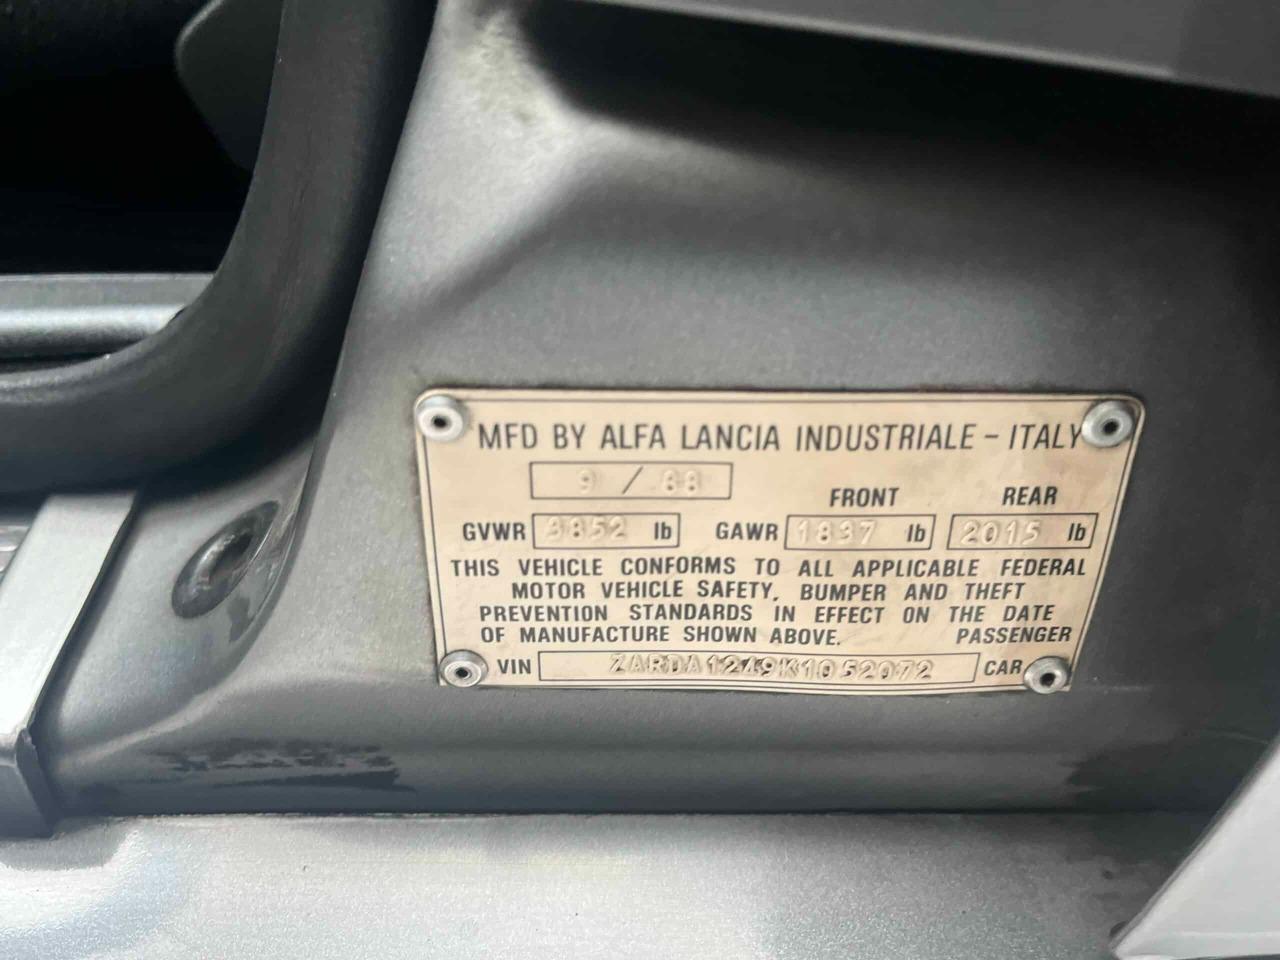 MFD BY ALFA LANCIA INDUSTRIALE - ITALY
9 / 88
FRONT REAR
GVWR 3852 lb GAWR 1837 lb 2015 lb
THIS VEHICLE CONFORMS TO ALL APPLICABLE FEDERAL
MOTOR VEHICLE SAFETY, BUMPER AND THEFT
PREVENTION STANDARDS IN EFFECT ON THE DATE
OF MANUFACTURE SHOWN ABOVE. PASSENGER
VIN ZARDA1249K1052072 CAR